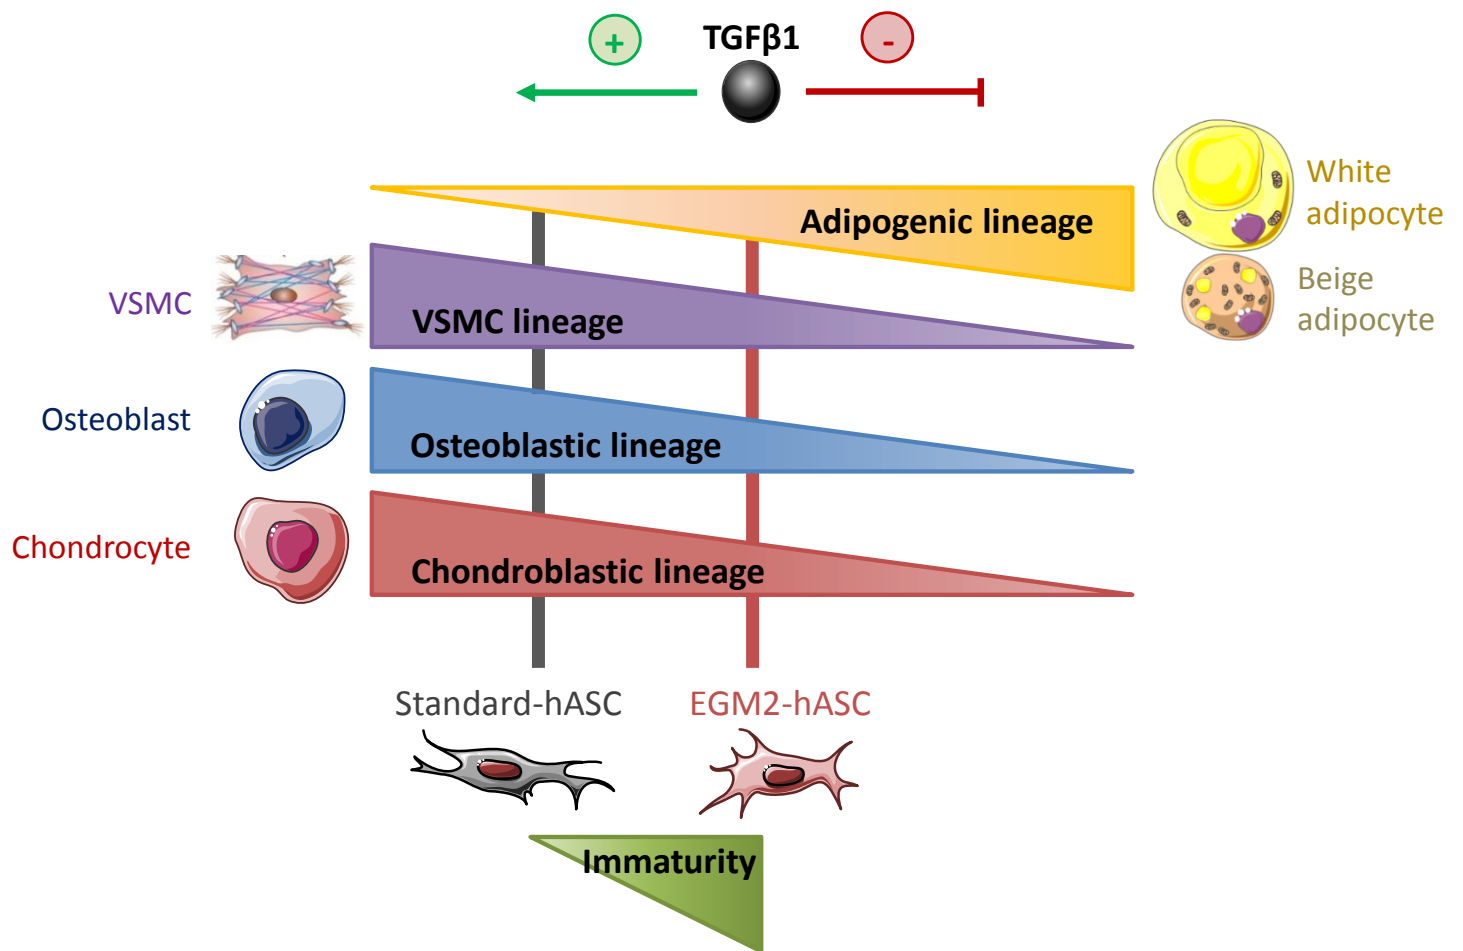 TGFβ1
+
-
White
adipocyte
Adipogenic lineage
Beige
adipocyte
VSMC
VSMC lineage
Osteoblast
Osteoblastic lineage
Chondrocyte
Chondroblastic lineage
Standard-hASC
EGM2-hASC
Immaturity